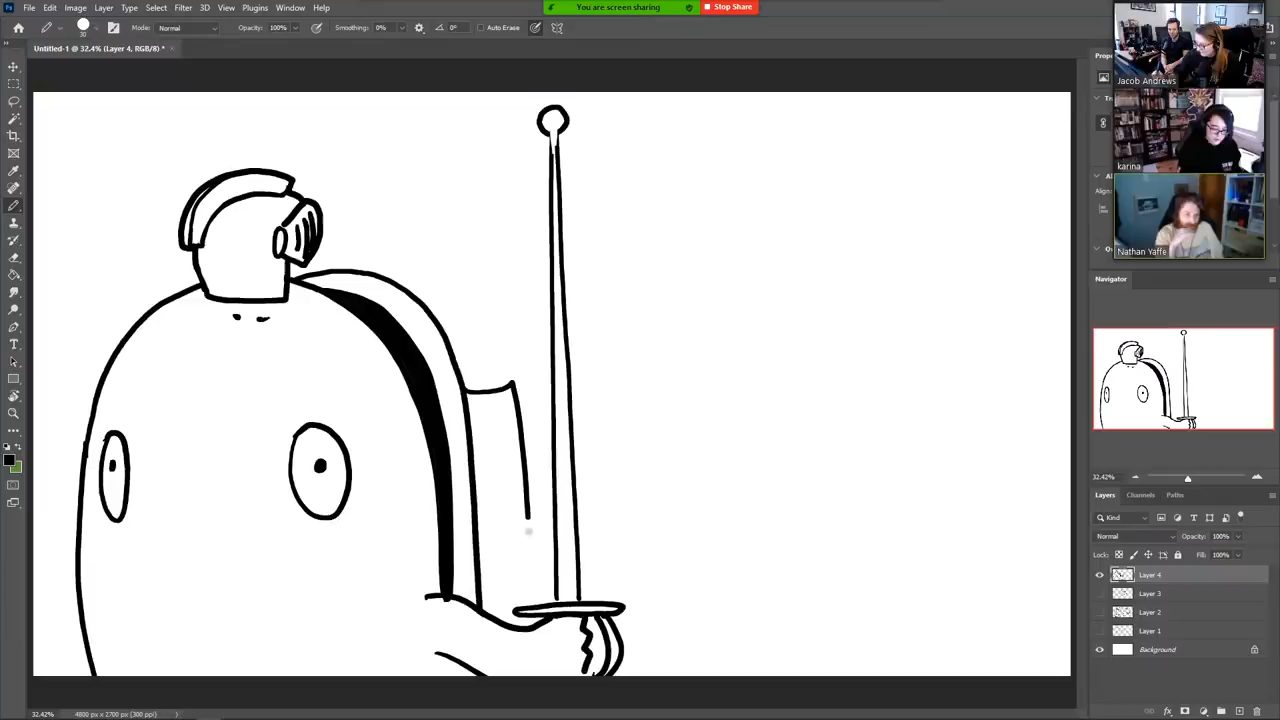 File Edit Image Layer Type Select Filter 3D View Plugins Window Help
You are screen sharing
Stop Share
30 Mode: Normal Opacity: 100% Smoothing: 0% 0° Auto Erase
Untitled-1 @ 32.4% (Layer 4, RGB/8) *
Jacob Andrews
karina
Nathan Yaffe
Navigator
32.42%
Layers Channels Paths
Kind
Normal Opacity: 100%
Lock: Fill: 100%
Layer 4
Layer 3
Layer 2
Layer 1
Background
32.42% 4800 px x 2700 px (300 ppi)